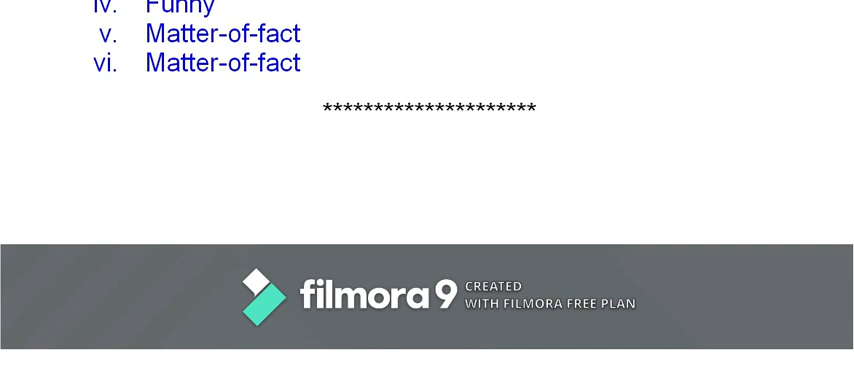 iv. Funny
v. Matter-of-fact
vi. Matter-of-fact
*********************
filmora 9 CREATED
WITH FILMORA FREE PLAN